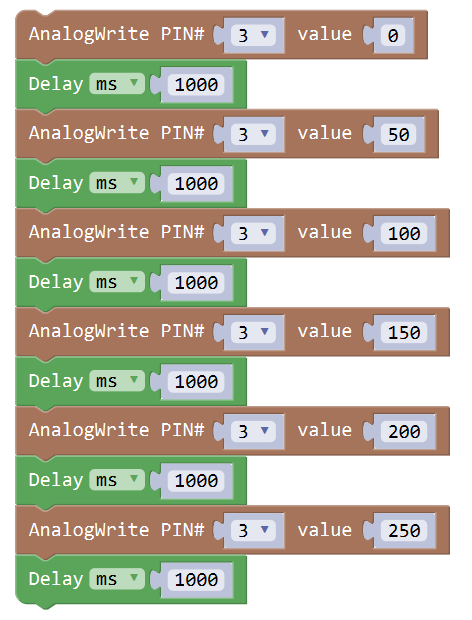 AnalogWrite PIN# 3 value 0
Delay ms 1000
AnalogWrite PIN# 3 value 50
Delay ms 1000
AnalogWrite PIN# 3 value 100
Delay ms 1000
AnalogWrite PIN# 3 value 150
Delay ms 1000
AnalogWrite PIN# 3 value 200
Delay ms 1000
AnalogWrite PIN# 3 value 250
Delay ms 1000